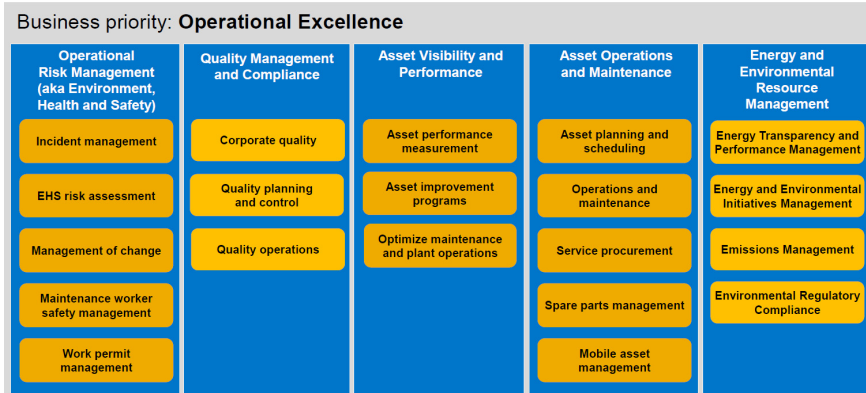 Business priority: Operational Excellence
Operational
Risk Management
(aka Environment,
Health and Safety)
Incident management
EHS risk assessment
Management of change
Maintenance worker
safety management
Work permit
management
Quality Management
and Compliance
Corporate quality
Quality planning
and control
Quality operations
Asset Visibility and
Performance
Asset performance
measurement
Asset improvement
programs
Optimize maintenance
and plant operations
Asset Operations
and Maintenance
Asset planning and
scheduling
Operations and
maintenance
Service procurement
Spare parts management
Mobile asset
management
Energy and
Environmental
Resource
Management
Energy Transparency and
Performance Management
Energy and Environmental
Initiatives Management
Emissions Management
Environmental Regulatory
Compliance